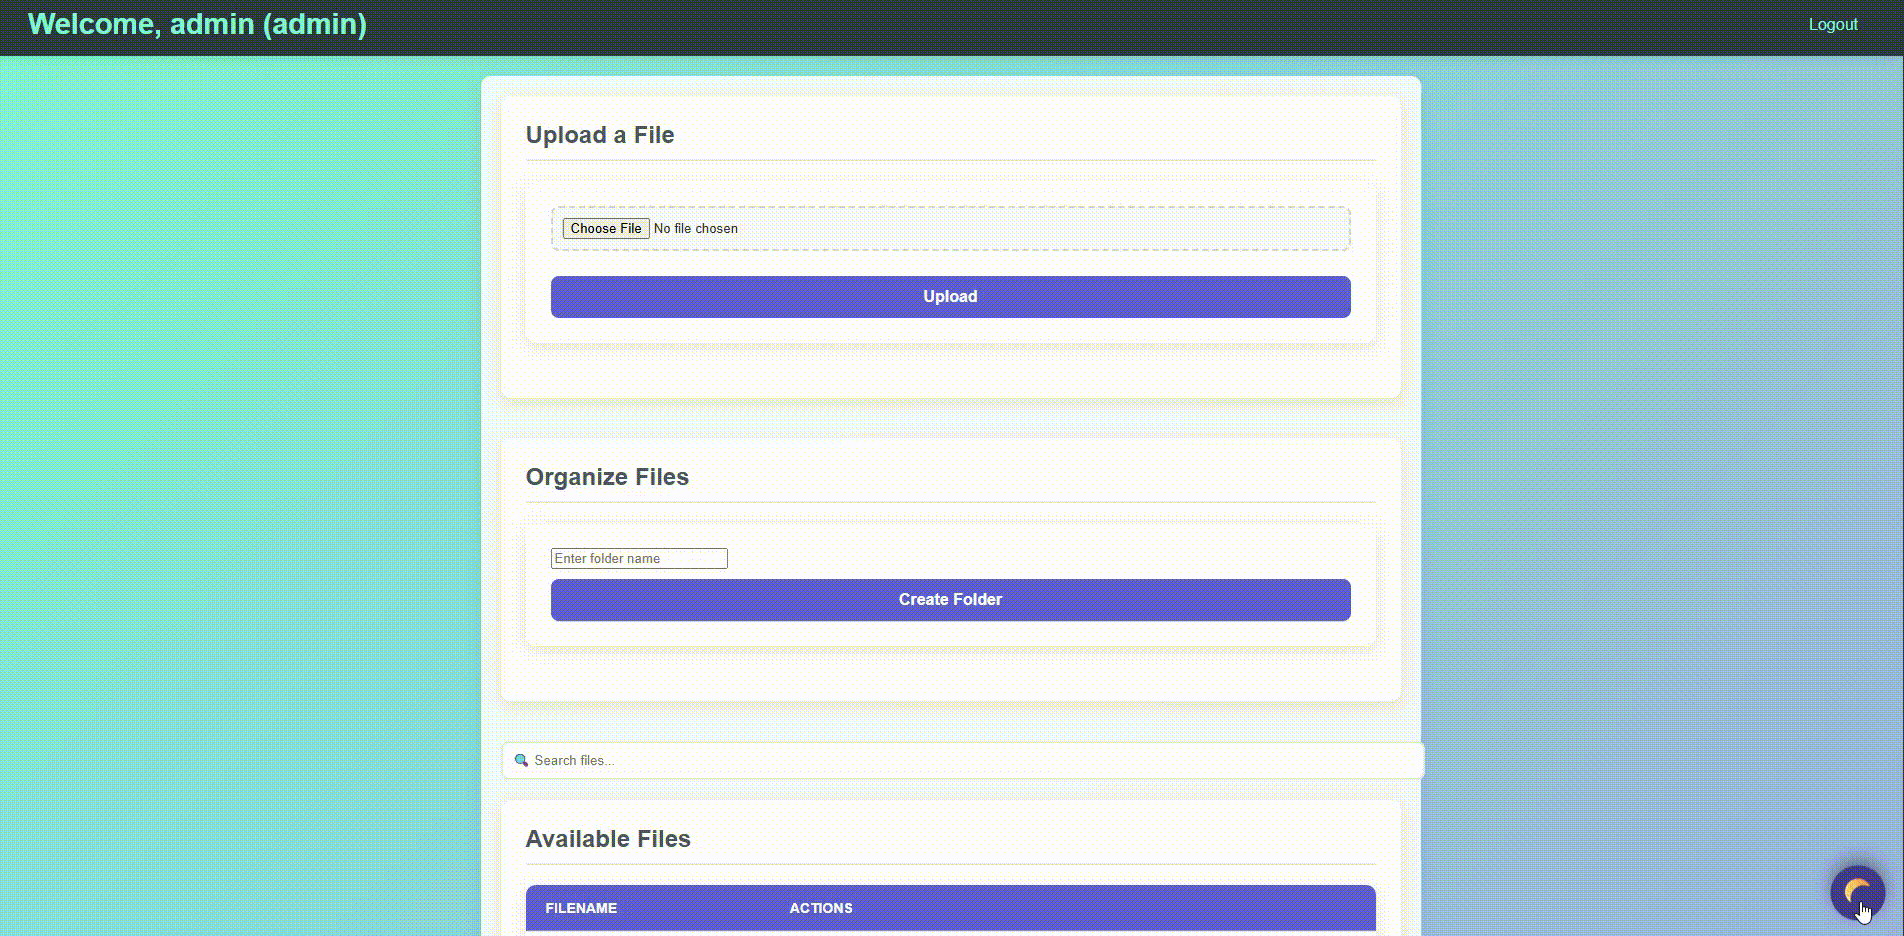 Welcome, admin (admin)
Logout
Upload a File
Choose File No file chosen
Upload
Organize Files
Enter folder name
Create Folder
Search files...
Available Files
FILENAME ACTIONS